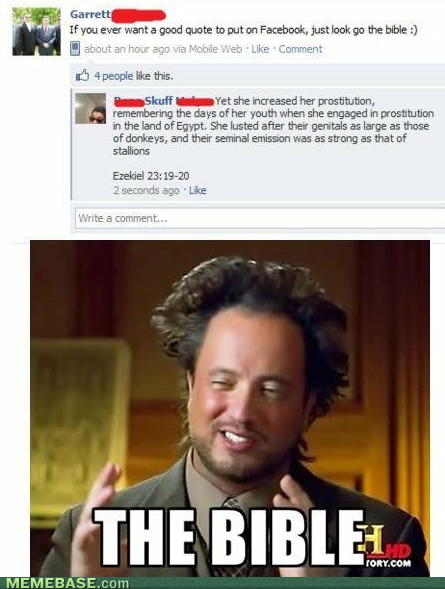 Garrett
If you ever want a good quote to put on Facebook, just look go the bible :)
about an hour ago via Mobile Web · Like · Comment
4 people like this.
Skuff Yet she increased her prostitution,
remembering the days of her youth when she engaged in prostitution
in the land of Egypt. She lusted after their genitals as large as those
of donkeys, and their seminal emission was as strong as that of
stallions
Ezekiel 23:19-20
2 seconds ago · Like
Write a comment...
THE BIBLE
H HD
TORY.COM
MEMEBASE.com